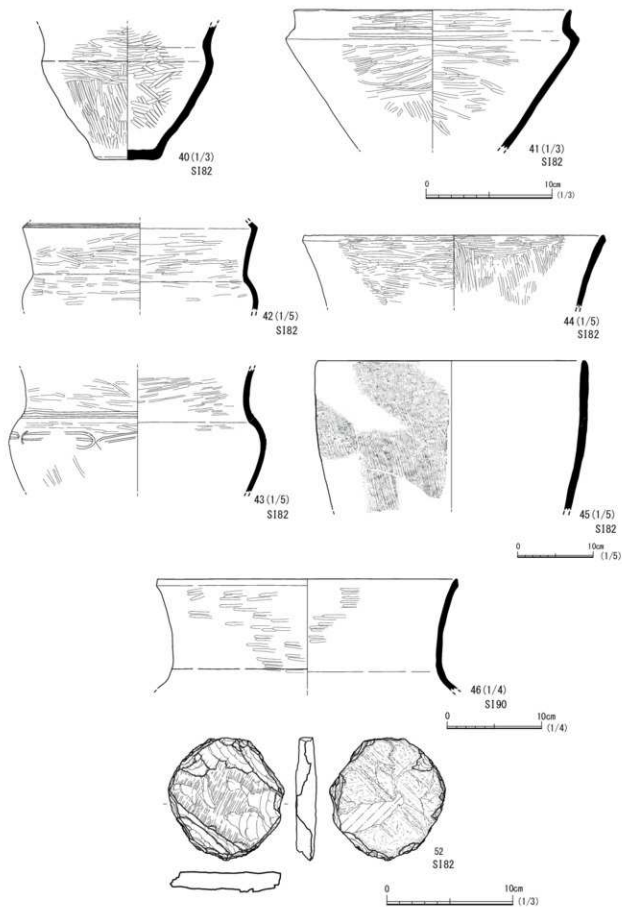 40(1/3)
SI82
41(1/3)
SI82
0 10cm
(1/3)
42(1/5)
SI82
44(1/5)
SI82
43(1/5)
SI82
45(1/5)
SI82
0 10cm
(1/5)
46(1/4)
SI90
0 10cm
(1/4)
52
SI82
0 10cm
(1/3)